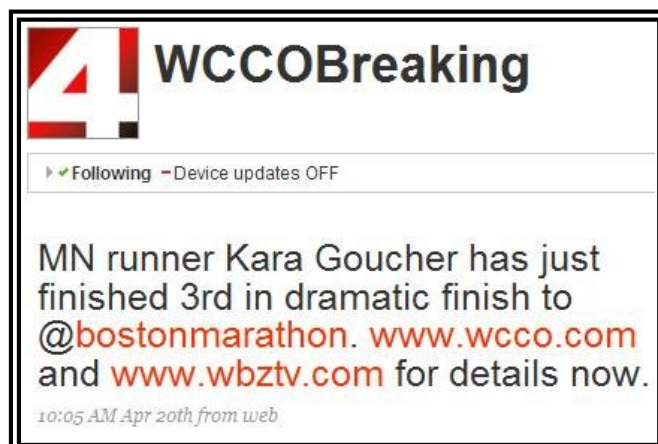 4 WCCOBreaking
Following Device updates OFF
MN runner Kara Goucher has just
finished 3rd in dramatic finish to
@bostonmarathon. www.wcco.com
and www.wbztv.com for details now.
10:05 AM Apr 20th from web